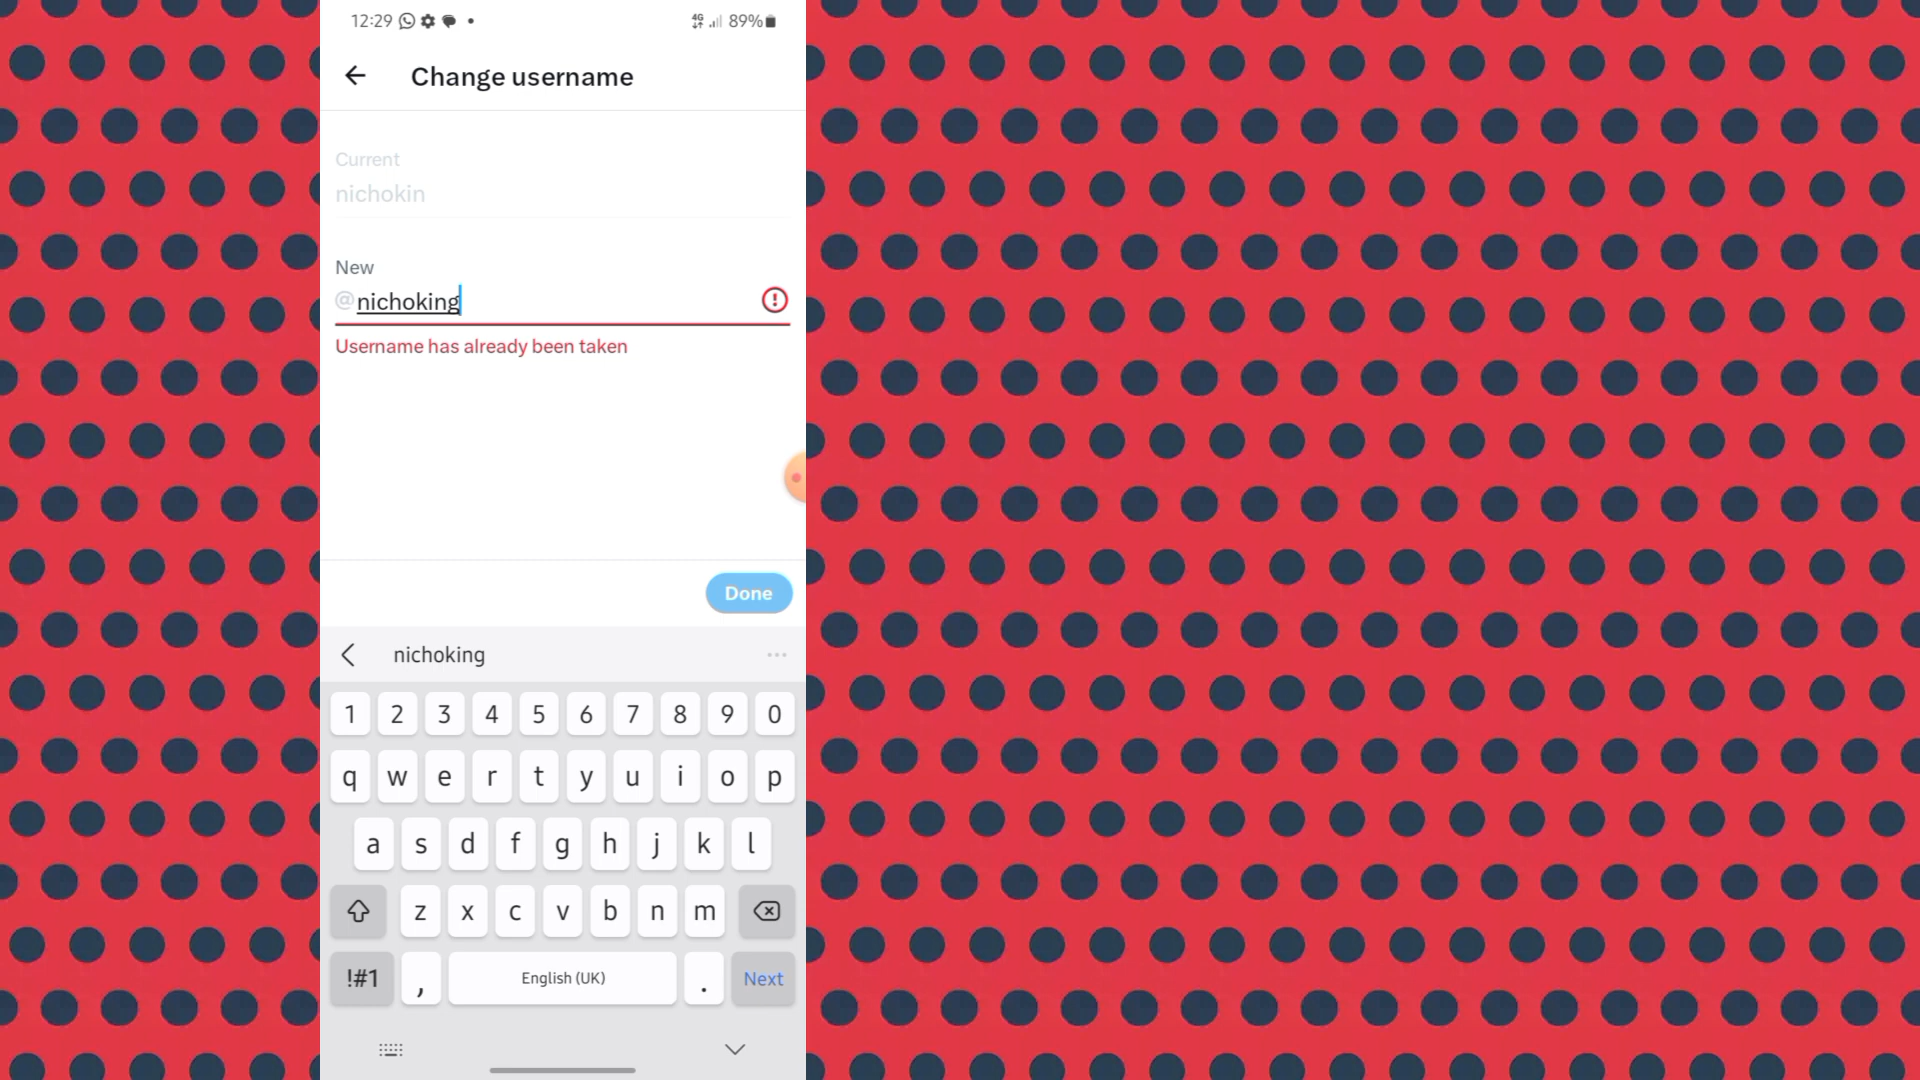 12:29 4G 89%
Change username
Current
nichokin
New
@nichoking
Username has already been taken
Done
nichoking
1 2 3 4 5 6 7 8 9 0
q w e r t y u i o p
a s d f g h j k l
z x c v b n m
!#1 , English (UK) . Next